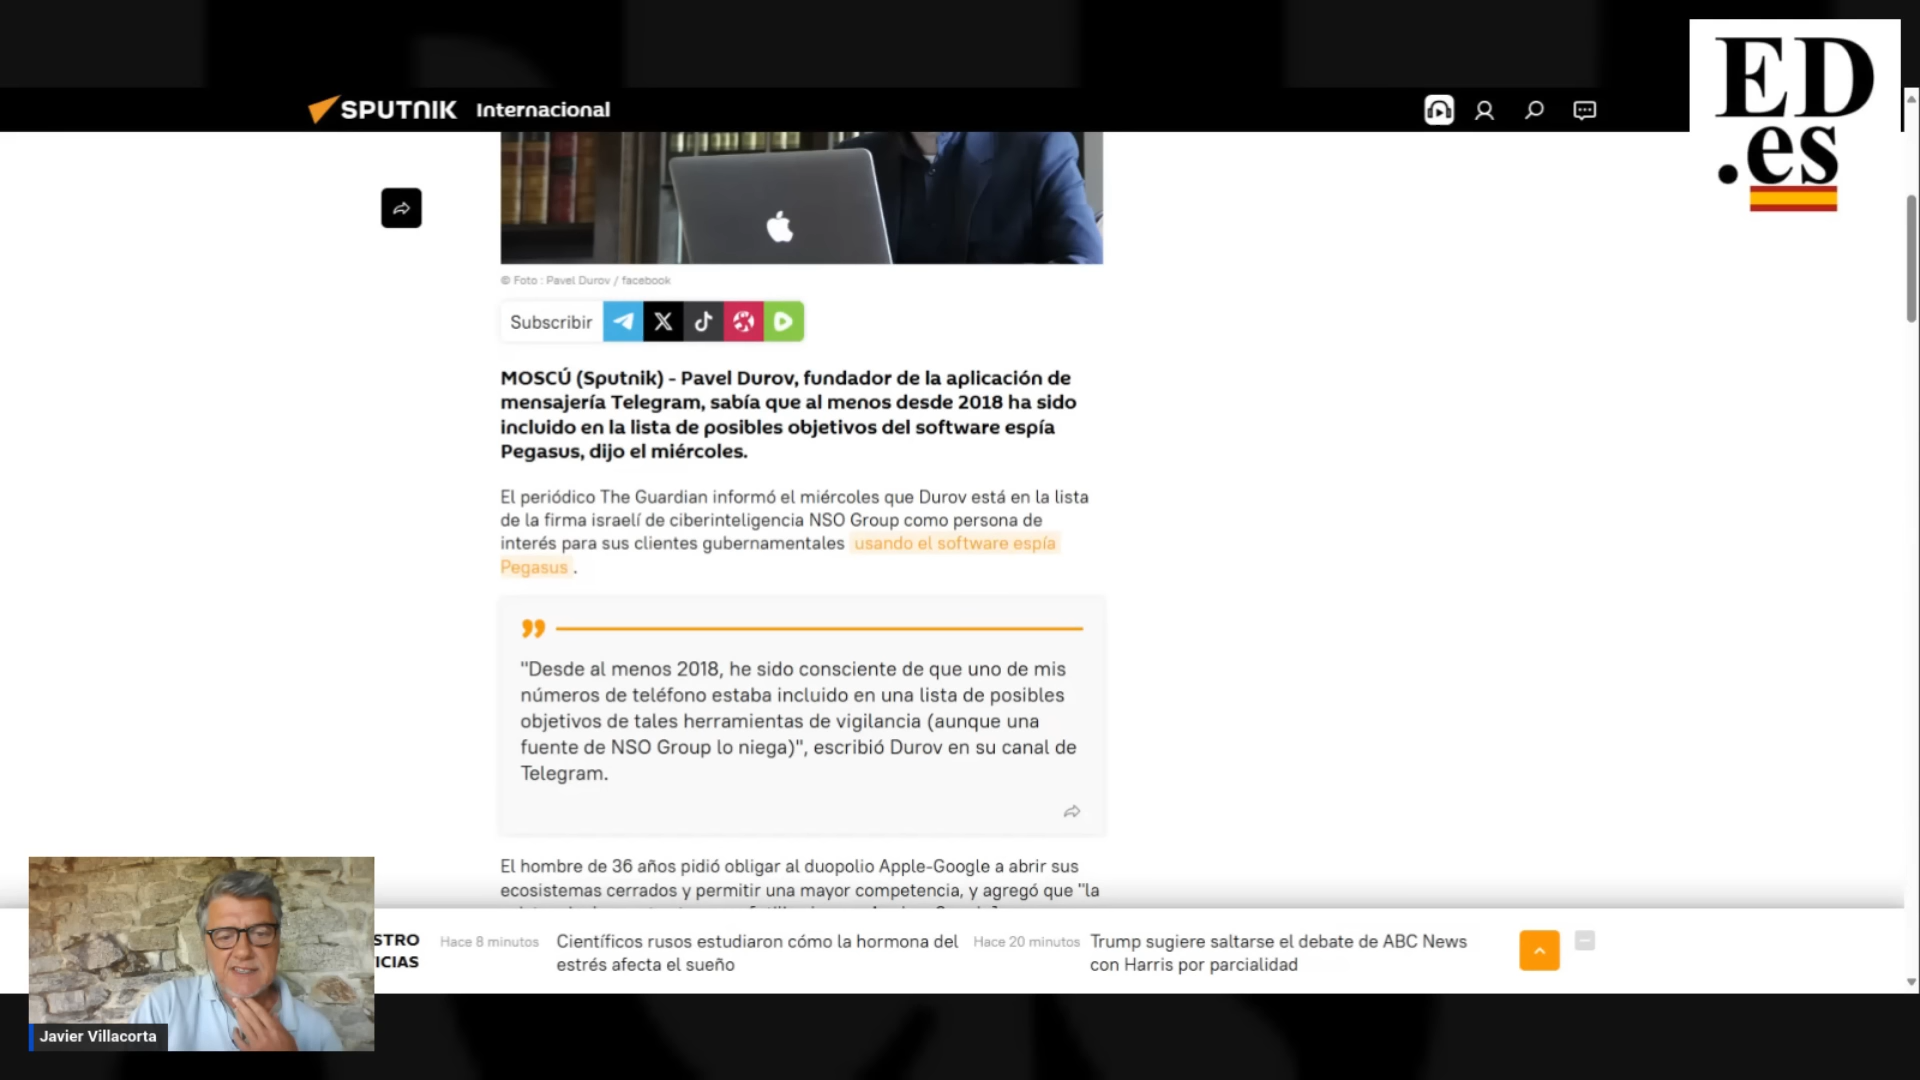 ED
.es
SPUTNIK Internacional
© Foto : Pavel Durov / facebook
Subscribir
MOSCÚ (Sputnik) - Pavel Durov, fundador de la aplicación de
mensajería Telegram, sabía que al menos desde 2018 ha sido
incluido en la lista de posibles objetivos del software espía
Pegasus, dijo el miércoles.
El periódico The Guardian informó el miércoles que Durov está en la lista
de la firma israelí de ciberinteligencia NSO Group como persona de
interés para sus clientes gubernamentales usando el software espía
Pegasus .
"Desde al menos 2018, he sido consciente de que uno de mis
números de teléfono estaba incluido en una lista de posibles
objetivos de tales herramientas de vigilancia (aunque una
fuente de NSO Group lo niega)", escribió Durov en su canal de
Telegram.
El hombre de 36 años pidió obligar al duopolio Apple-Google a abrir sus
ecosistemas cerrados y permitir una mayor competencia, y agregó que "la
STRO
ICIAS
Hace 8 minutos
Científicos rusos estudiaron cómo la hormona del
estrés afecta el sueño
Hace 20 minutos
Trump sugiere saltarse el debate de ABC News
con Harris por parcialidad
Javier Villacorta